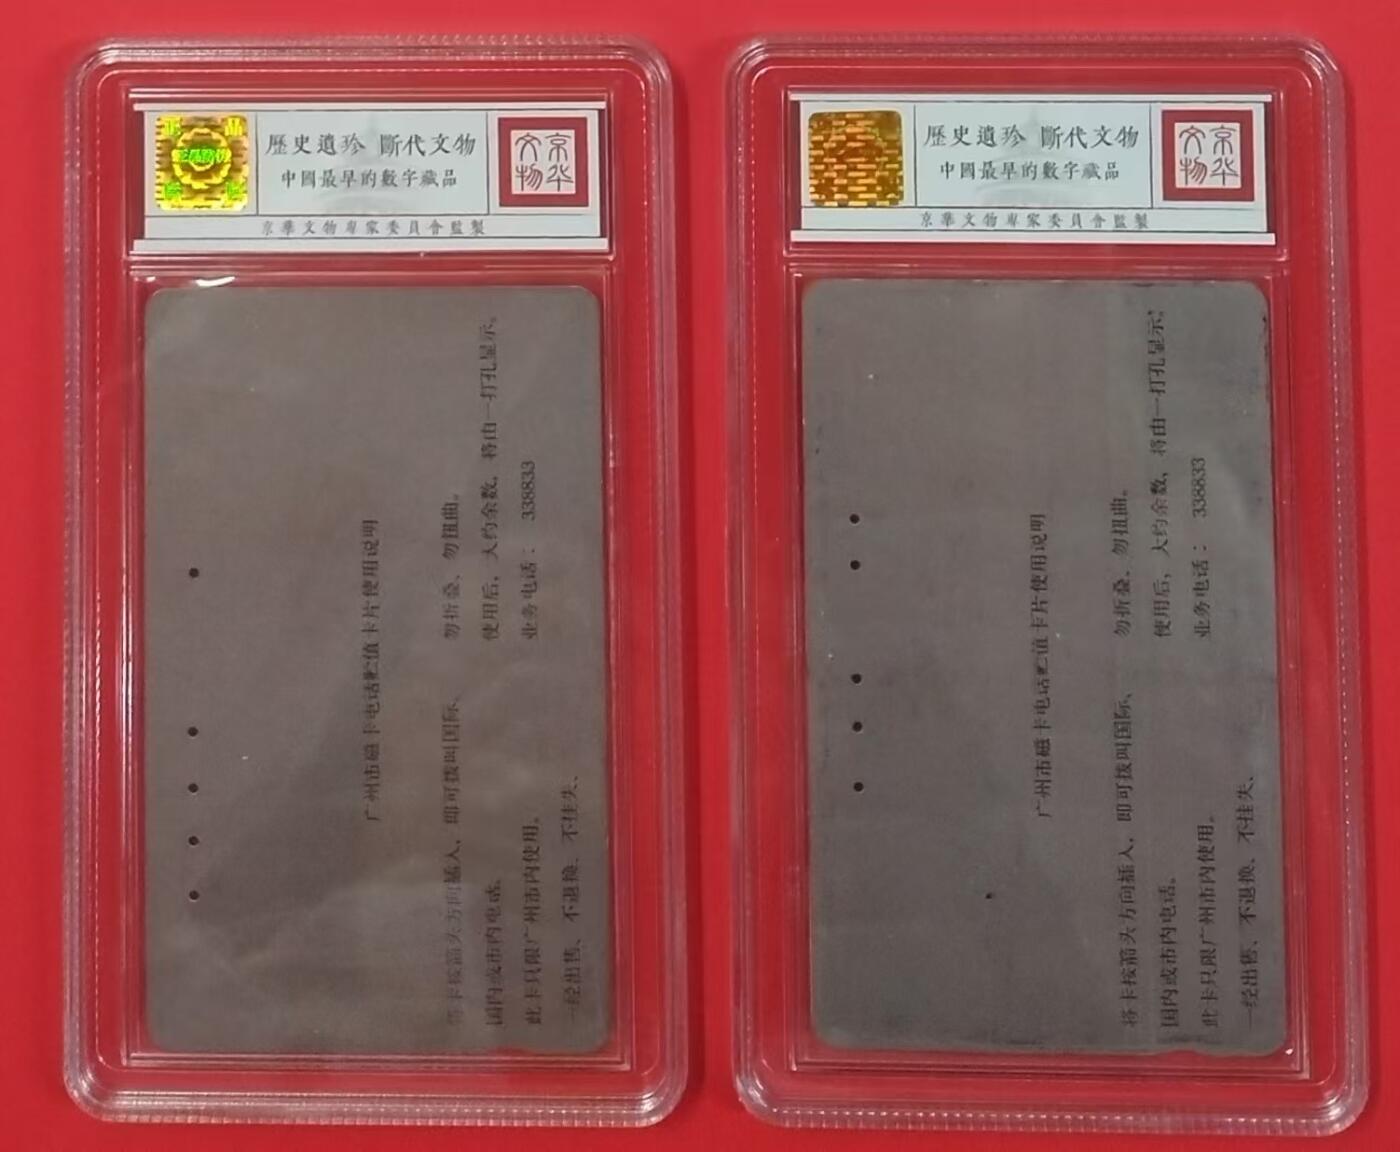 正 品
歷史遺珍 斷代文物
中國最早的數字藏品
京华文物
京華文物專家委員會監製
广州市磁卡电话贮值卡片使用说明
将卡按箭头方向插入，即可拨叫国际、
国内或市内电话。
此卡只限广州市内使用。
一经出售、不退换、不挂失、
勿折叠、勿扭曲。
使用后，大约余数，将由一打孔显示。
业务电话： 338833
歷史遺珍 斷代文物
中國最早的數字藏品
京华文物
京華文物專家委員會監製
广州市磁卡电话贮值卡片使用说明
将卡按箭头方向插入，即可拨叫国际、
国内或市内电话。
此卡只限广州市内使用。
一经出售、不退换、不挂失、
勿折叠、勿扭曲。
使用后，大约余数，将由一打孔显示。
业务电话： 338833